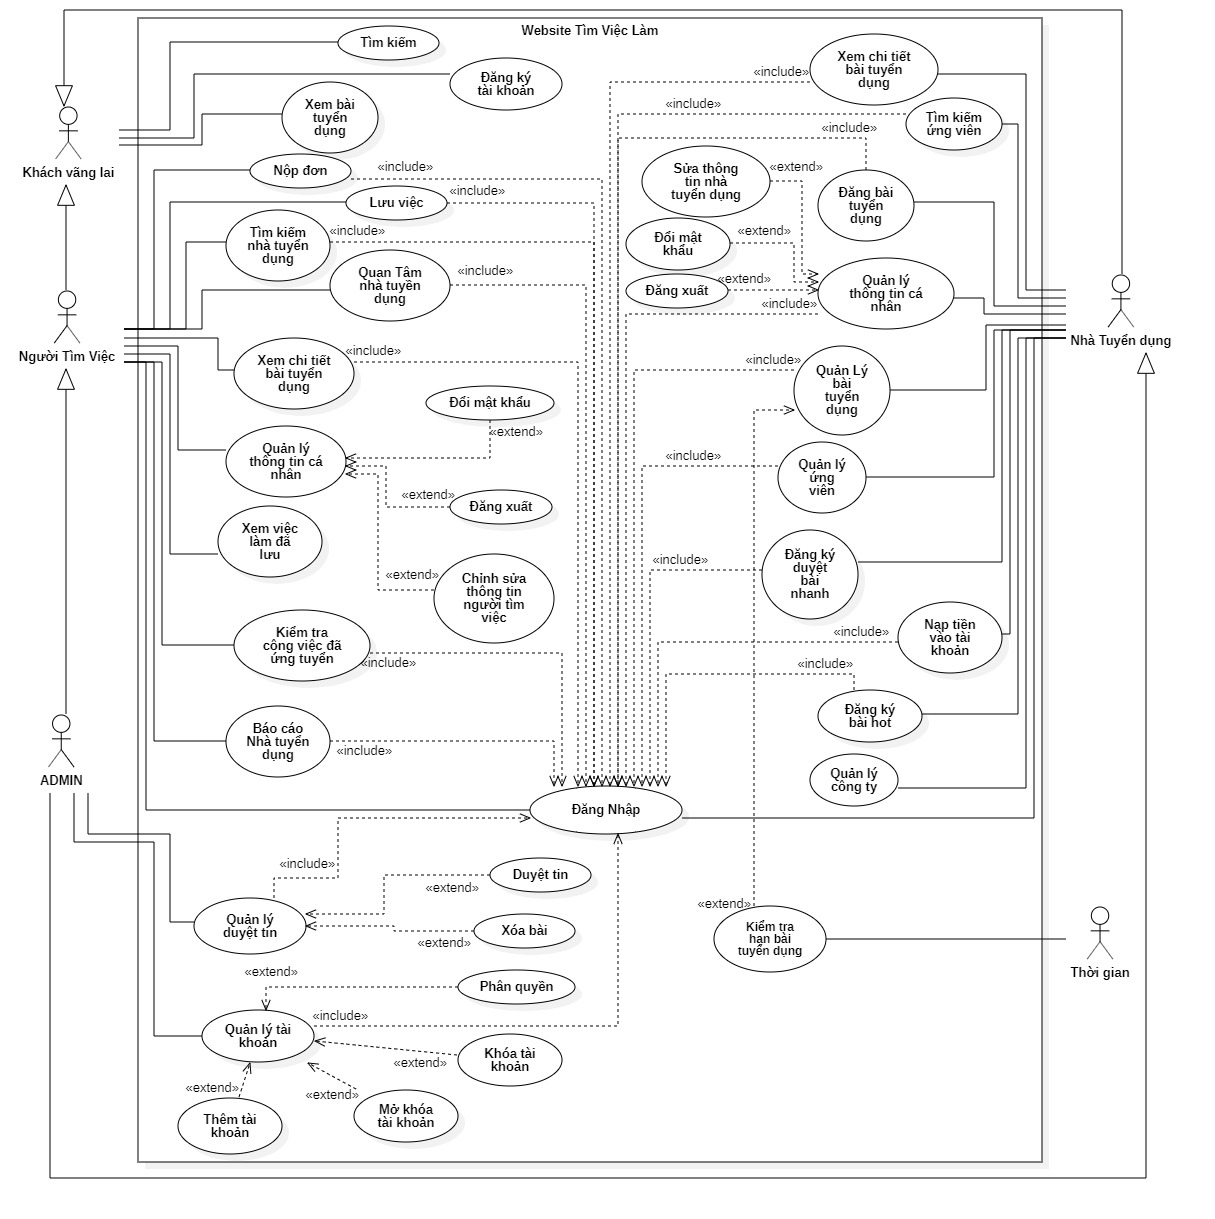 Website Tìm Việc Làm
Tìm kiếm
Đăng ký
tài khoản
Xem bài
tuyển
dụng
Khách vãng lai
Nộp đơn
«include»
Lưu việc
«include»
Tìm kiếm
nhà tuyển
dụng
«include»
Quan Tâm
nhà tuyền
dụng
«include»
Người Tìm Việc
Xem chi tiết
bài tuyển
dụng
«include»
Đổi mật khẩu
«extend»
Quản lý
thông tin cá
nhân
«extend»
Đăng xuất
Xem việc
làm đã
lưu
«extend»
Chỉnh sửa
thông tin
người tìm
việc
Kiểm tra
công việc đã
ứng tuyển
«include»
Báo cáo
Nhà tuyển
dụng
«include»
ADMIN
Xem chi tiết
bài tuyển
dụng
«include»
«include»
Tìm kiếm
ứng viên
«include»
Sửa thông
tin nhà
tuyển dụng
«extend»
Đăng bài
tuyển
dụng
Đổi mật
khẩu
«extend»
Đăng xuất
«extend»
Quản lý
thông tin cá
nhân
«include»
Nhà Tuyển dụng
«include»
Quản Lý
bài
tuyển
dụng
«include»
Quản lý
ứng
viên
«include»
Đăng ký
duyệt
bài
nhanh
«include»
Nạp tiền
vào tài
khoản
«include»
Đăng ký
bài hot
Quản lý
công ty
Đăng Nhập
«include»
Duyệt tin
«extend»
Quản lý
duyệt tin
Xóa bài
«extend»
«extend»
Kiểm tra
hạn bài
tuyển dụng
Thời gian
«extend»
Phân quyền
Quản lý tài
khoản
«include»
Khóa tài
khoản
«extend»
«extend»
Thêm tài
khoản
«extend»
Mở khóa
tài khoản